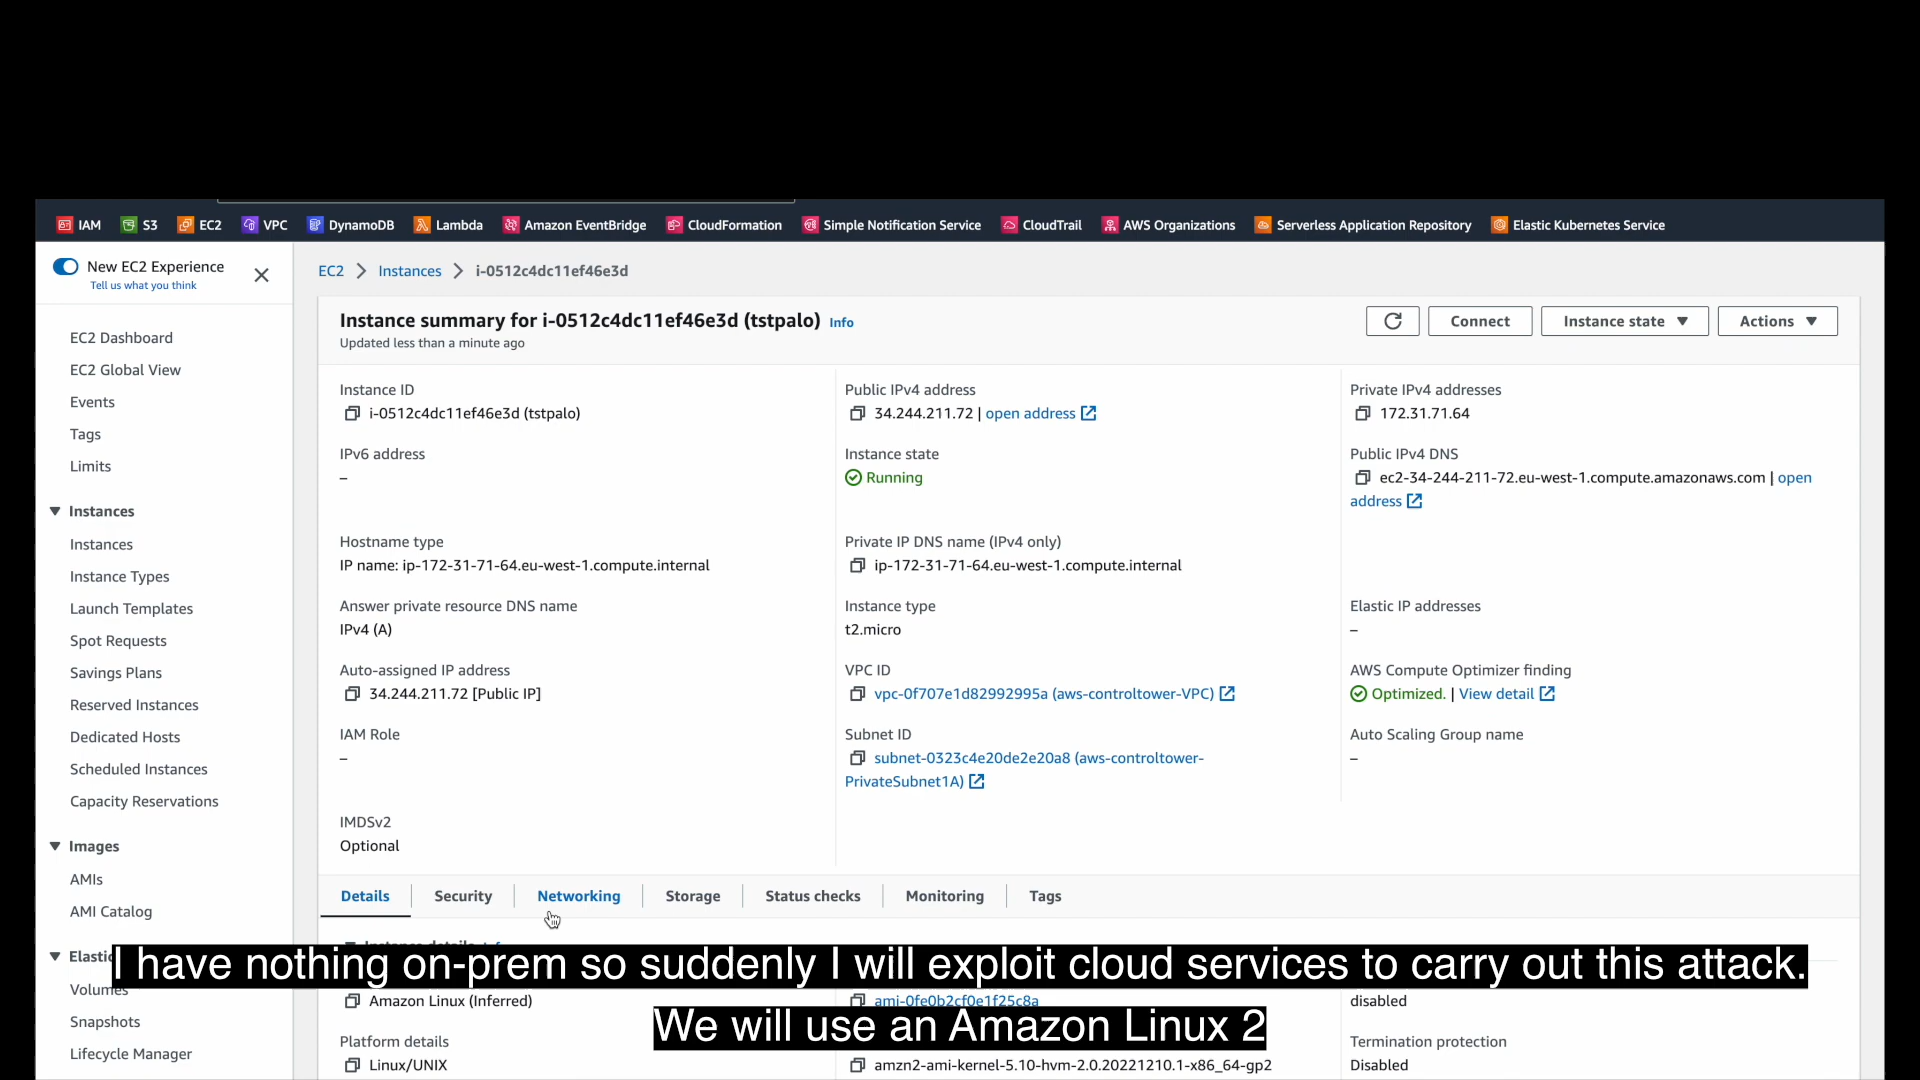 IAM S3 EC2 VPC DynamoDB Lambda Amazon EventBridge CloudFormation Simple Notification Service CloudTrail AWS Organizations Serverless Application Repository Elastic Kubernetes Service
New EC2 Experience
Tell us what you think
EC2 Dashboard
EC2 Global View
Events
Tags
Limits
Instances
Instances
Instance Types
Launch Templates
Spot Requests
Savings Plans
Reserved Instances
Dedicated Hosts
Scheduled Instances
Capacity Reservations
Images
AMIs
AMI Catalog
Volumes
Snapshots
Lifecycle Manager
EC2 > Instances > i-0512c4dc11ef46e3d
Instance summary for i-0512c4dc11ef46e3d (tstpalo) Info
Updated less than a minute ago
Connect
Instance state
Actions
Instance ID
i-0512c4dc11ef46e3d (tstpalo)
Public IPv4 address
34.244.211.72 | open address
Private IPv4 addresses
172.31.71.64
IPv6 address
–
Instance state
Running
Public IPv4 DNS
ec2-34-244-211-72.eu-west-1.compute.amazonaws.com | open
address
Hostname type
IP name: ip-172-31-71-64.eu-west-1.compute.internal
Private IP DNS name (IPv4 only)
ip-172-31-71-64.eu-west-1.compute.internal
Answer private resource DNS name
IPv4 (A)
Instance type
t2.micro
Elastic IP addresses
–
Auto-assigned IP address
34.244.211.72 [Public IP]
VPC ID
vpc-0f707e1d82992995a (aws-controltower-VPC)
AWS Compute Optimizer finding
Optimized. | View detail
IAM Role
–
Subnet ID
subnet-0323c4e20de2e20a8 (aws-controltower-
PrivateSubnet1A)
Auto Scaling Group name
–
IMDSv2
Optional
Details Security Networking Storage Status checks Monitoring Tags
I have nothing on-prem so suddenly I will exploit cloud services to carry out this attack.
Amazon Linux (Inferred)
ami-0fe0b2cf0e1f25c8a
disabled
We will use an Amazon Linux 2
Platform details
Linux/UNIX
amzn2-ami-kernel-5.10-hvm-2.0.20221210.1-x86_64-gp2
Termination protection
Disabled